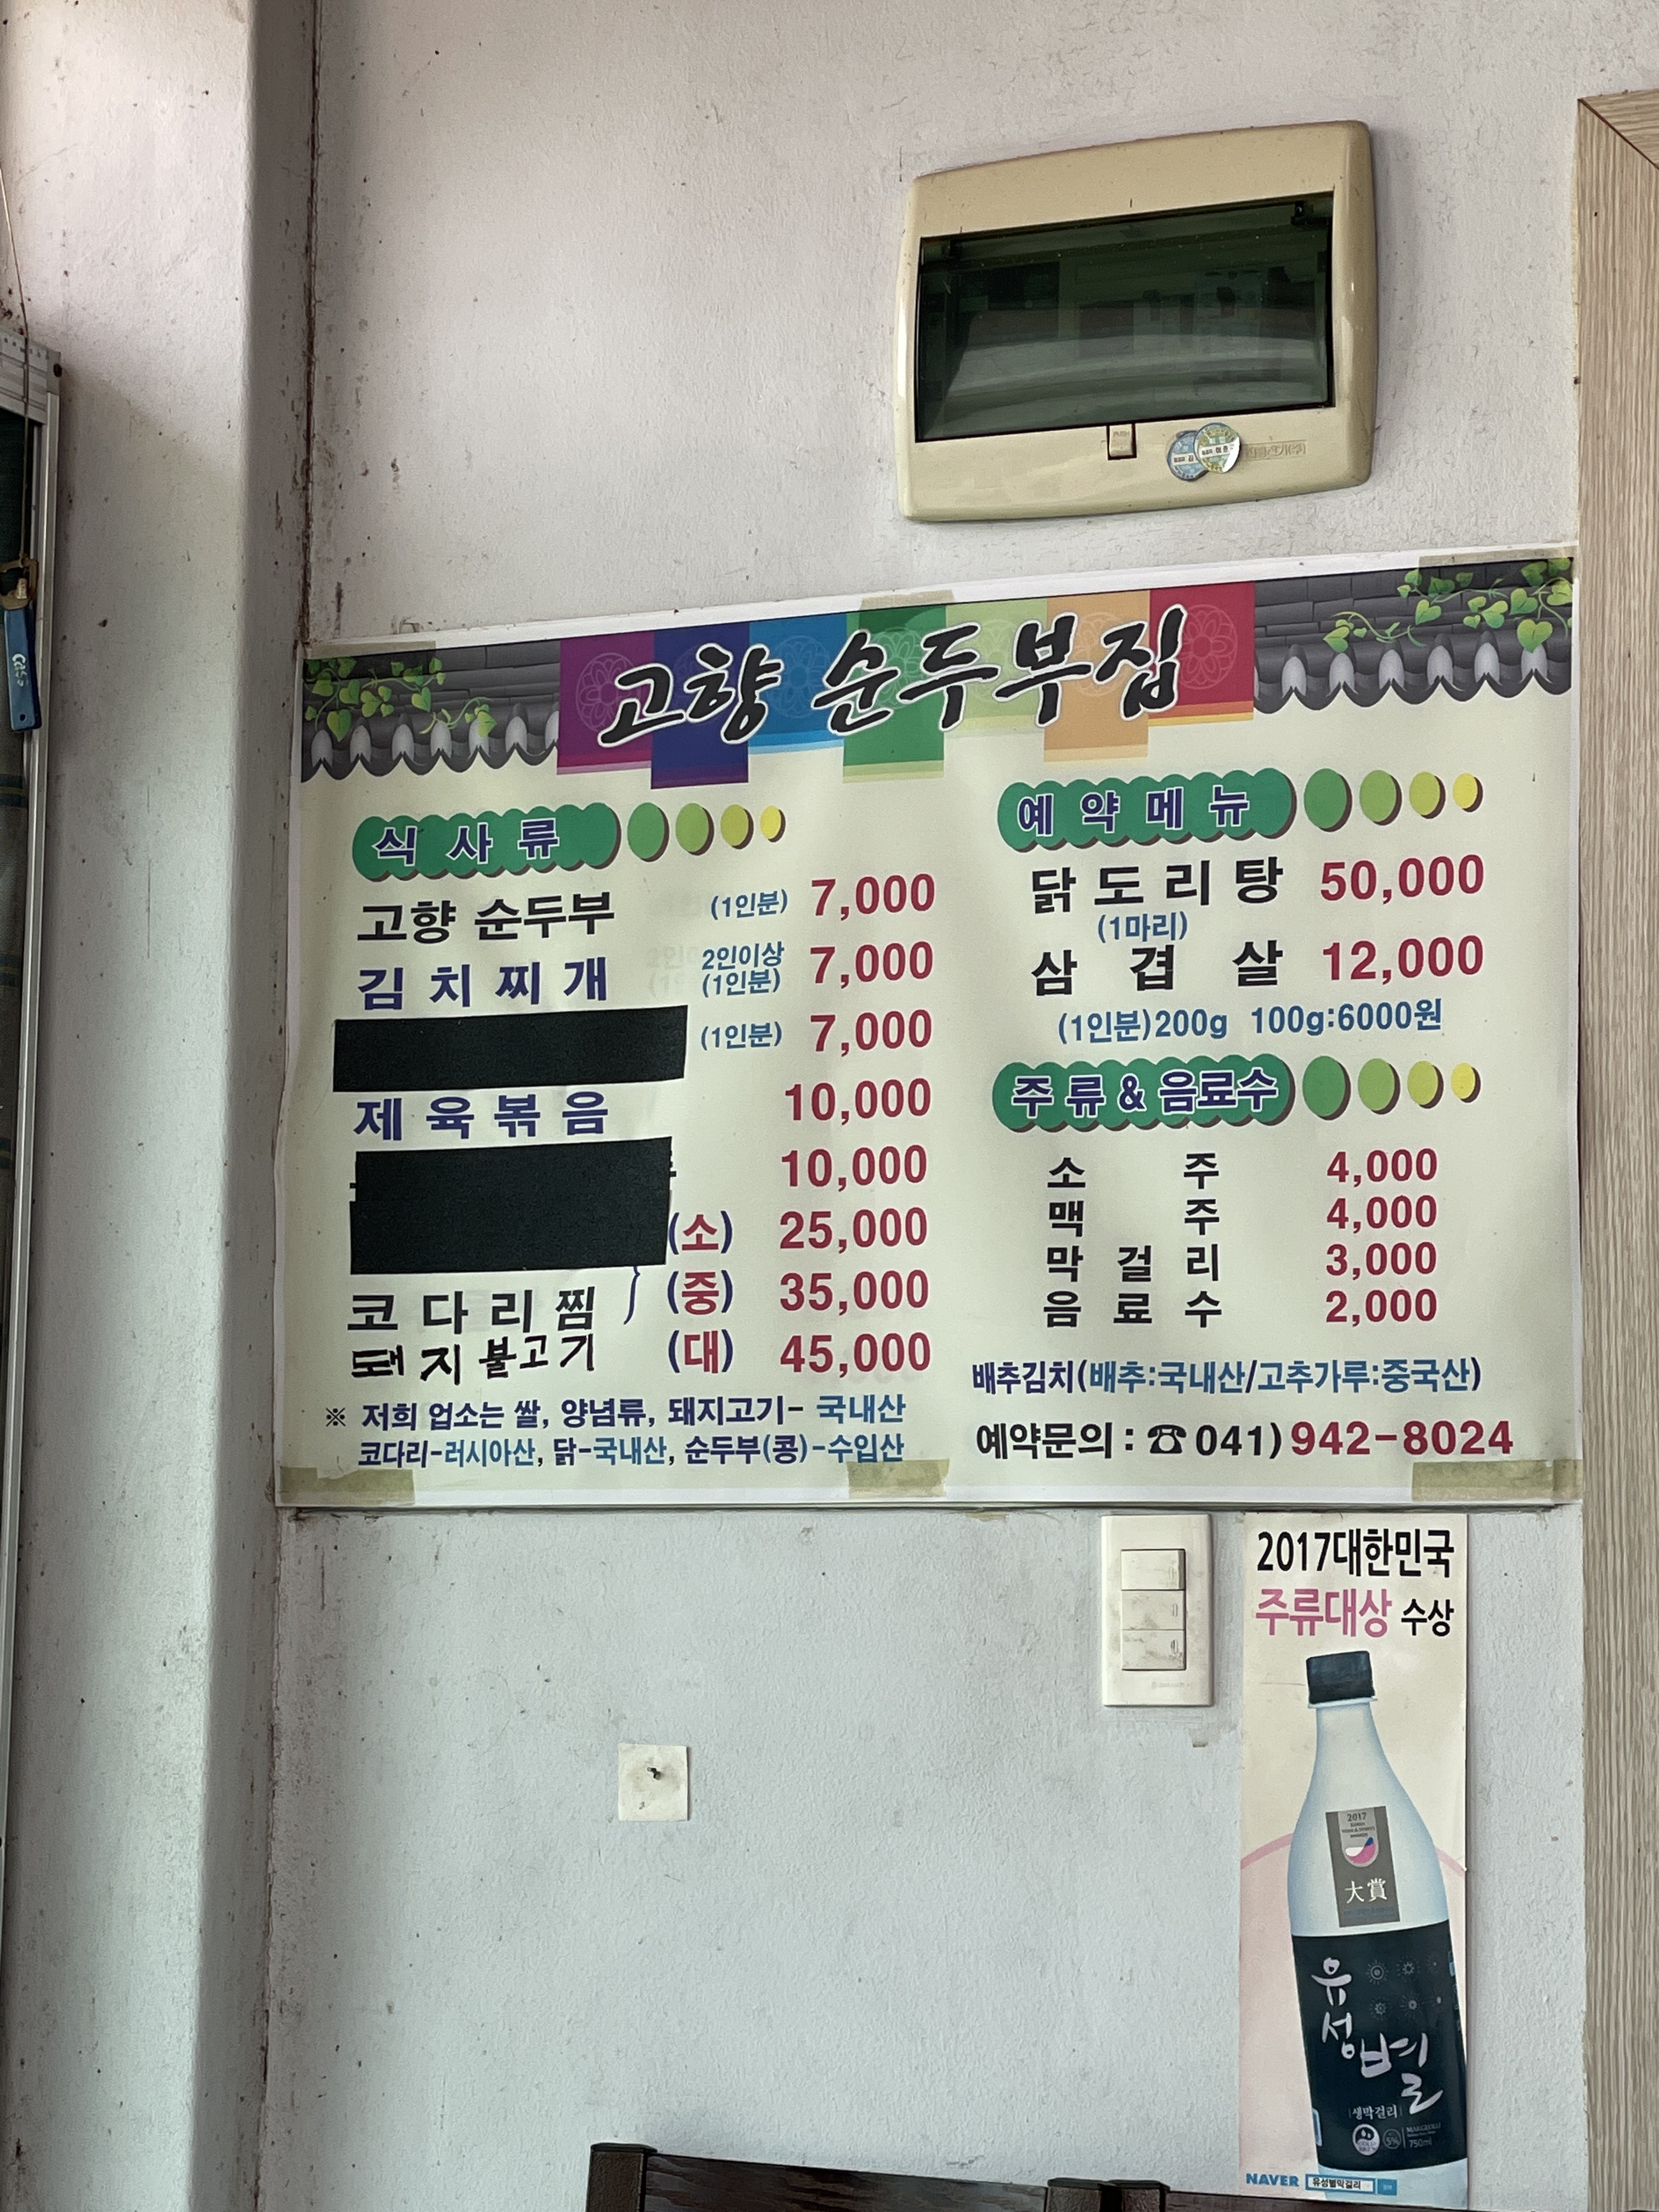 고향 순두부집
식사류
고향 순두부 (1인분) 7,000
김치찌개 2인이상 (1인분) 7,000
(1인분) 7,000
제육볶음 10,000
10,000
(소) 25,000
코다리찜 (중) 35,000
돼지불고기 (대) 45,000
※ 저희 업소는 쌀, 양념류, 돼지고기- 국내산
코다리-러시아산, 닭-국내산, 순두부(콩)-수입산
예약메뉴
닭도리탕 50,000
(1마리)
삼겹살 12,000
(1인분)200g 100g:6000원
주류&음료수
소주 4,000
맥주 4,000
막걸리 3,000
음료수 2,000
배추김치(배추:국내산/고추가루:중국산)
예약문의 : ☎041)942-8024
2017대한민국
주류대상 수상
2017
大賞
유성별
생막걸리
5%
750ml
NAVER 유성별막걸리